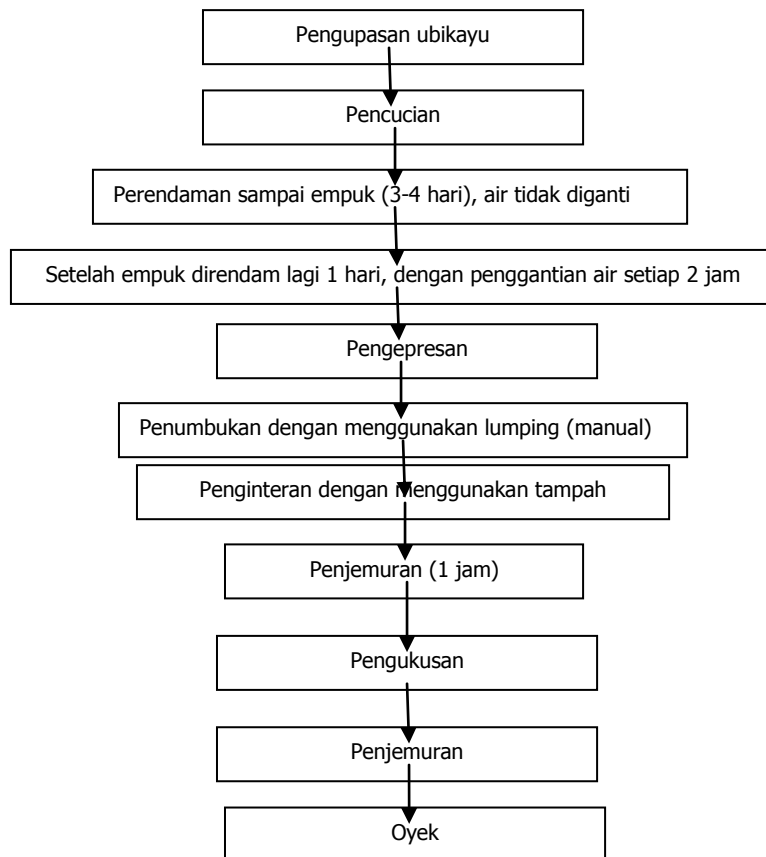 Pengupasan ubikayu
Pencucian
Perendaman sampai empuk (3-4 hari), air tidak diganti
Setelah empuk direndam lagi 1 hari, dengan penggantian air setiap 2 jam
Pengepresan
Penumbukan dengan menggunakan lumping (manual)
Penginteran dengan menggunakan tampah
Penjemuran (1 jam)
Pengukusan
Penjemuran
Oyek